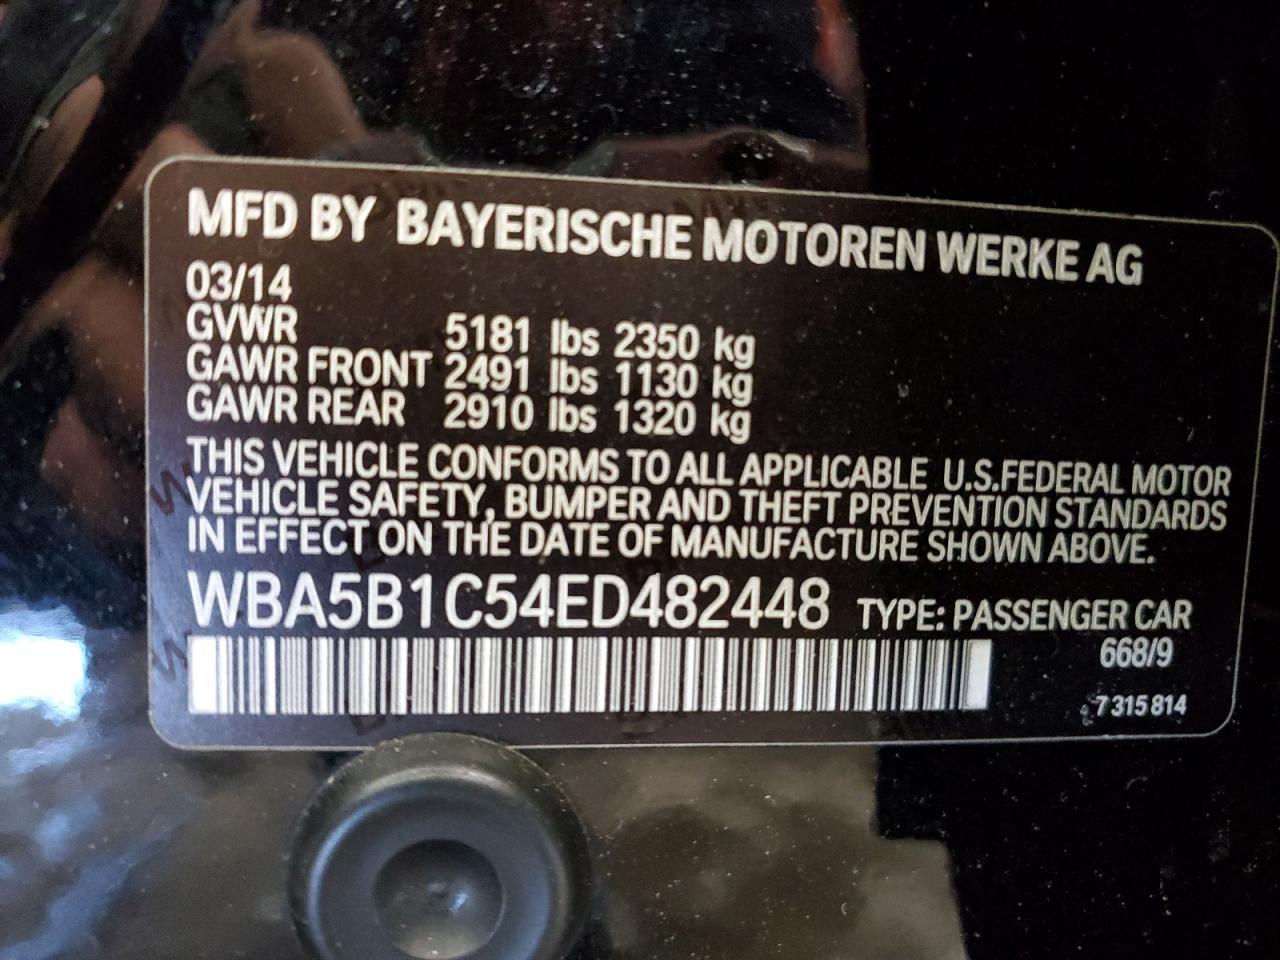 MFD BY BAYERISCHE MOTOREN WERKE AG
03/14
GVWR 5181 lbs 2350 kg
GAWR FRONT 2491 lbs 1130 kg
GAWR REAR 2910 lbs 1320 kg
THIS VEHICLE CONFORMS TO ALL APPLICABLE U.S.FEDERAL MOTOR
VEHICLE SAFETY, BUMPER AND THEFT PREVENTION STANDARDS
IN EFFECT ON THE DATE OF MANUFACTURE SHOWN ABOVE.
WBA5B1C54ED482448 TYPE: PASSENGER CAR
668/9
7 315 814